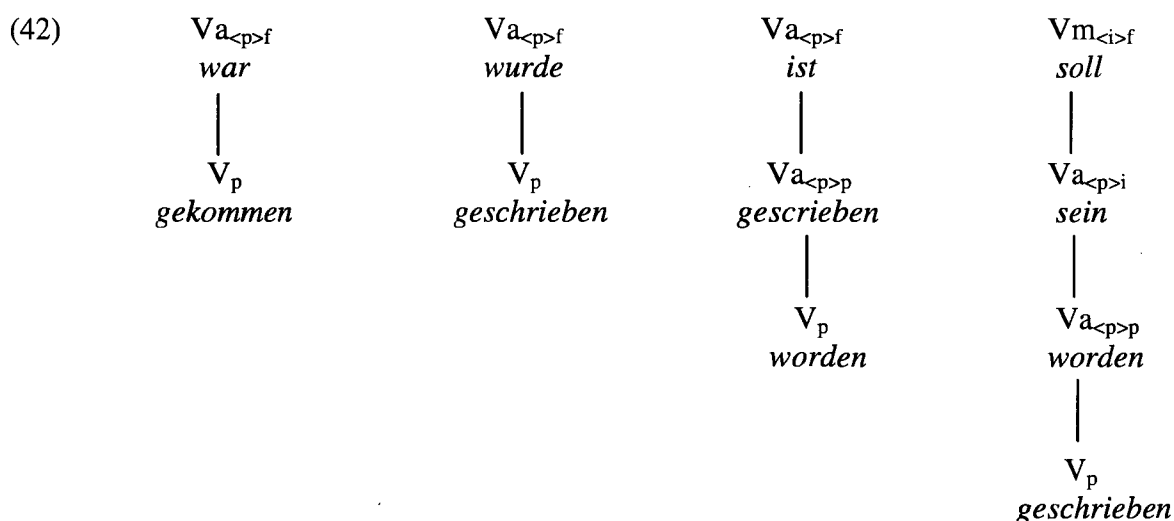 (42) Va<p>f Va<p>f Va<p>f Vm<i>f
war wurde ist soll
Vp Vp Va<p>p Va<p>i
gekommen geschrieben gescrieben sein
Vp Va<p>p
worden worden
Vp
geschrieben